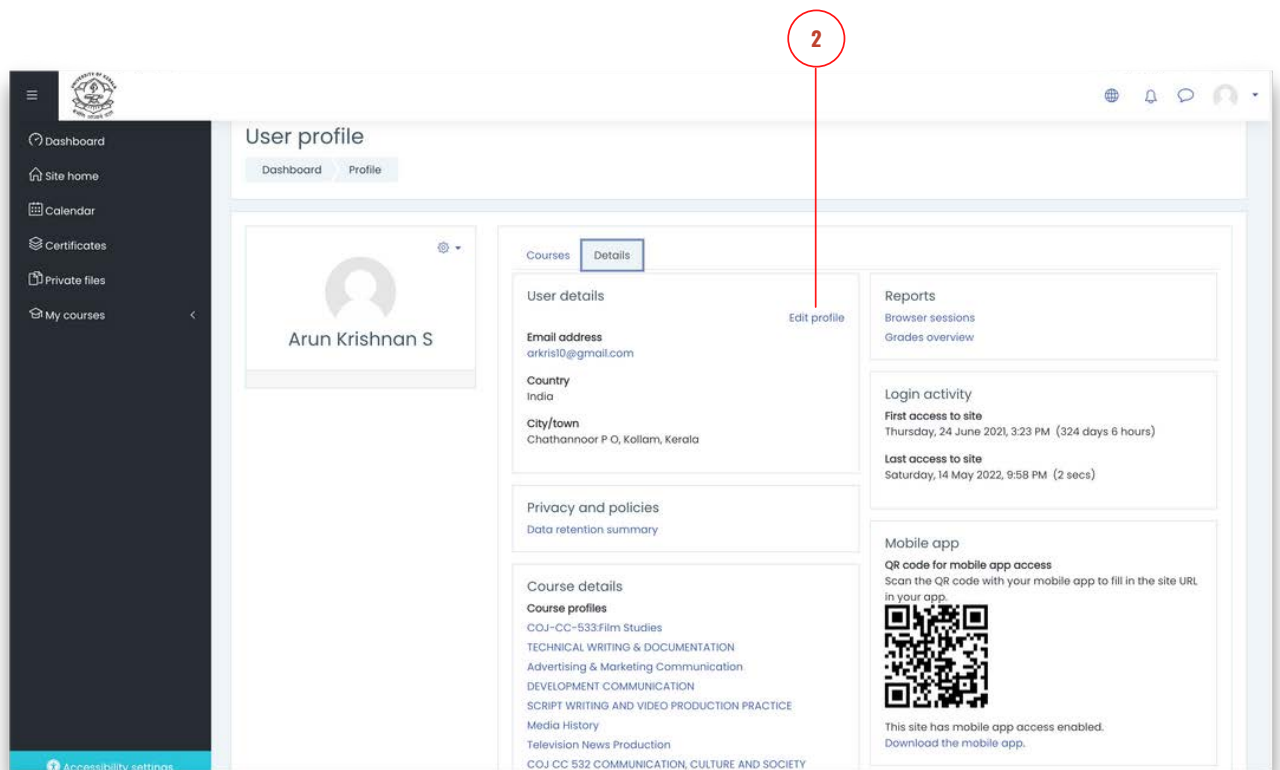 2
User profile
Dashboard
Profile
Dashboard
Site home
Calendar
Certificates
Private files
My courses
Accessibility settings
Arun Krishnan S
Courses
Details
User details
Edit profile
Email address
arkris10@gmail.com
Country
India
City/town
Chathannoor P O, Kollam, Kerala
Privacy and policies
Data retention summary
Course details
Course profiles
COJ-CC-533:Film Studies
TECHNICAL WRITING & DOCUMENTATION
Advertising & Marketing Communication
DEVELOPMENT COMMUNICATION
SCRIPT WRITING AND VIDEO PRODUCTION PRACTICE
Media History
Television News Production
COJ CC 532 COMMUNICATION, CULTURE AND SOCIETY
Reports
Browser sessions
Grades overview
Login activity
First access to site
Thursday, 24 June 2021, 3:23 PM (324 days 6 hours)
Last access to site
Saturday, 14 May 2022, 9:58 PM (2 secs)
Mobile app
QR code for mobile app access
Scan the QR code with your mobile app to fill in the site URL
in your app.
This site has mobile app access enabled.
Download the mobile app.